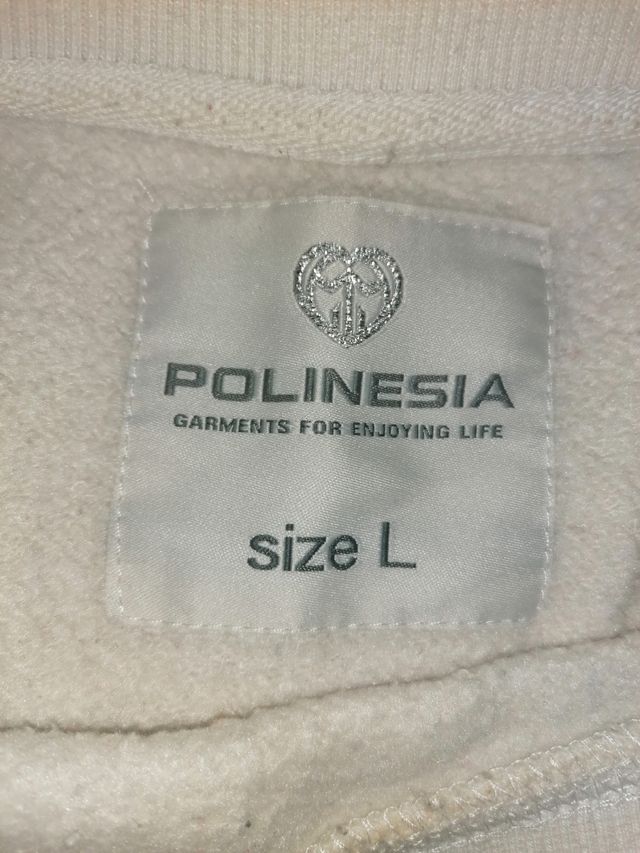 POLINESIA
GARMENTS FOR ENJOYING LIFE
size L